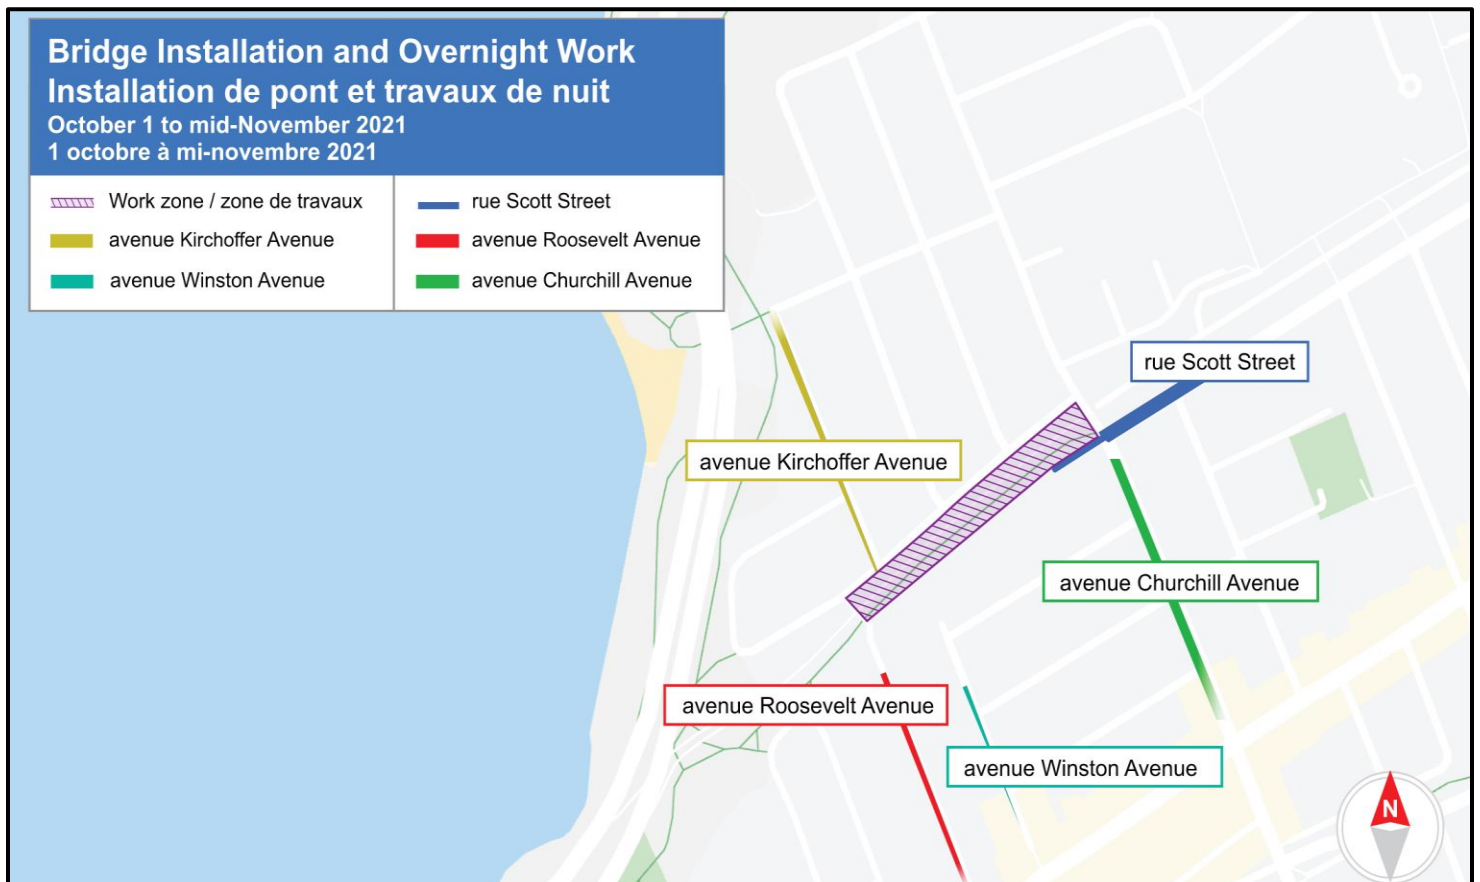 Bridge Installation and Overnight Work
Installation de pont et travaux de nuit
October 1 to mid-November 2021
1 octobre à mi-novembre 2021
Work zone / zone de travaux
avenue Kirchoffer Avenue
avenue Winston Avenue
rue Scott Street
avenue Roosevelt Avenue
avenue Churchill Avenue
rue Scott Street
avenue Kirchoffer Avenue
avenue Churchill Avenue
avenue Roosevelt Avenue
avenue Winston Avenue
N